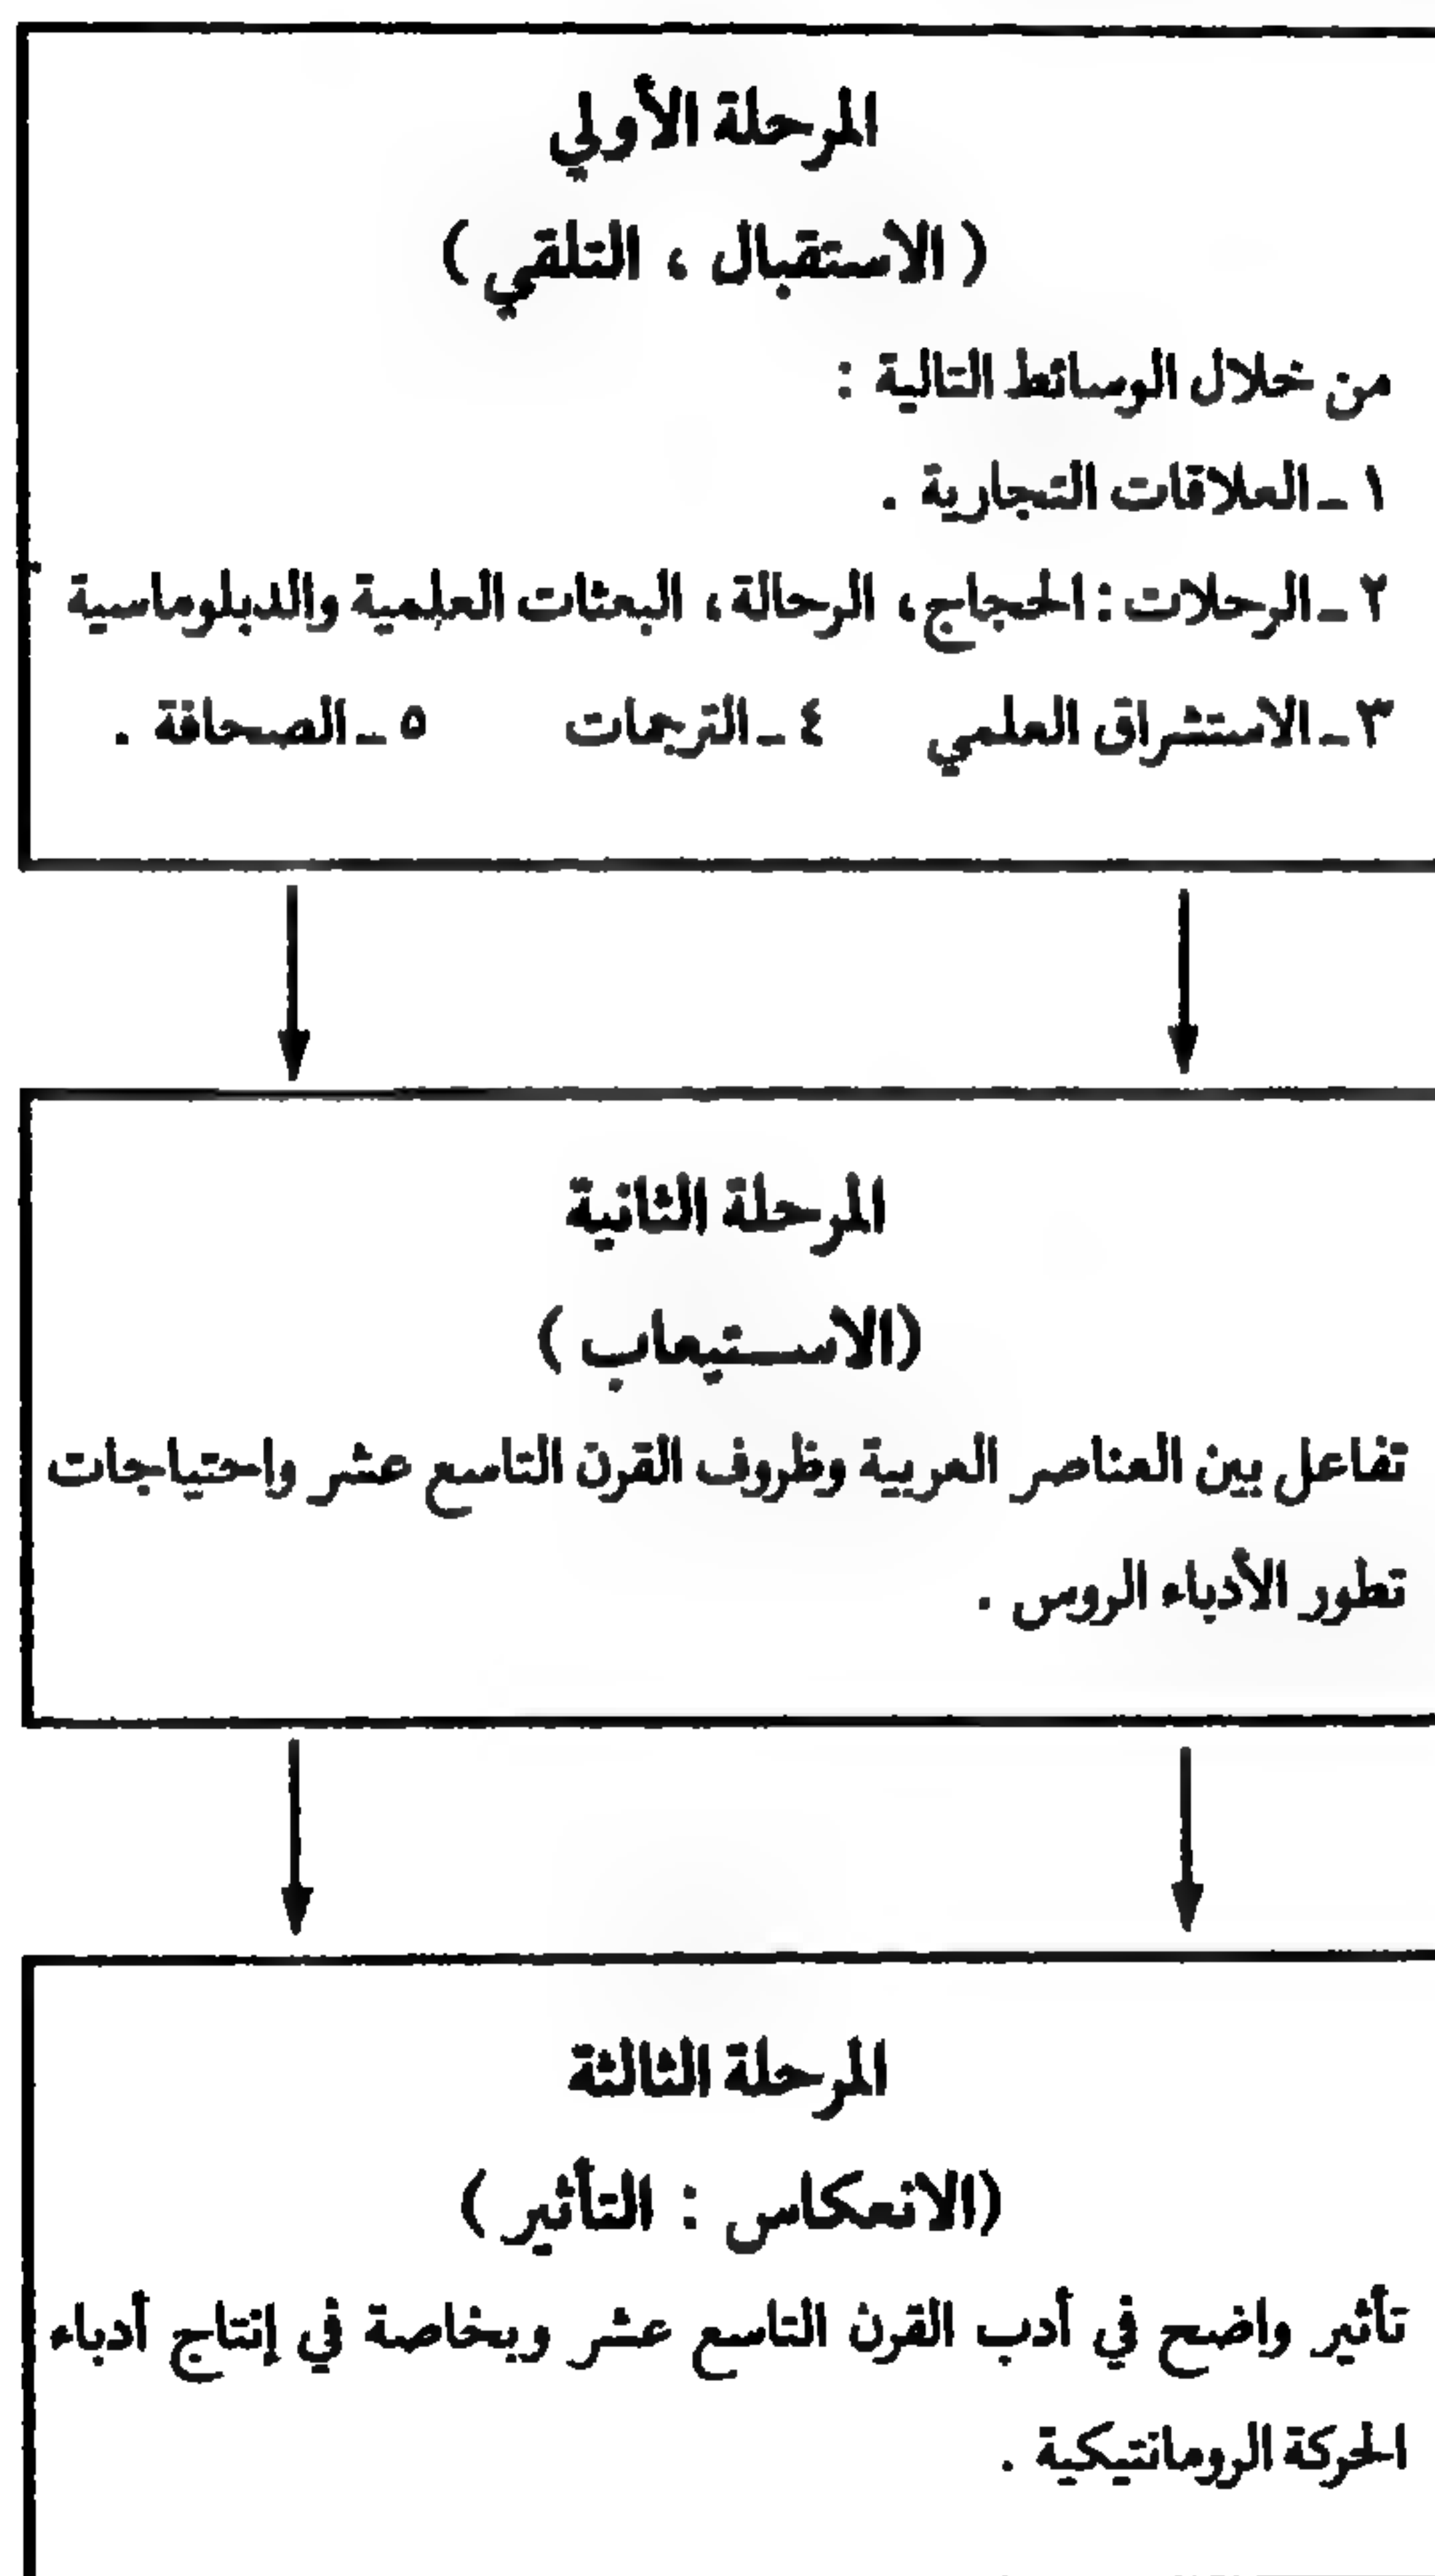 المرحلة الأولي
( الاستقبال ، التلقي )
من خلال الوسائط التالية :
١ ـ العلاقات التجارية .
٢ ـ الرحلات : الحجاج، الرحالة، البعثات العلمية والدبلوماسية
٣ ـ الاستشراق العلمي ٤ ـ الترجمات ٥ ـ الصحافة .
المرحلة الثانية
(الاستيعاب )
تفاعل بين العناصر العربية وظروف القرن التاسع عشر واحتياجات
تطور الأدباء الروس .
المرحلة الثالثة
(الانعكاس : التأثير )
تأثير واضح في أدب القرن التاسع عشر وبخاصة في إنتاج أدباء
الحركة الرومانتيكية .